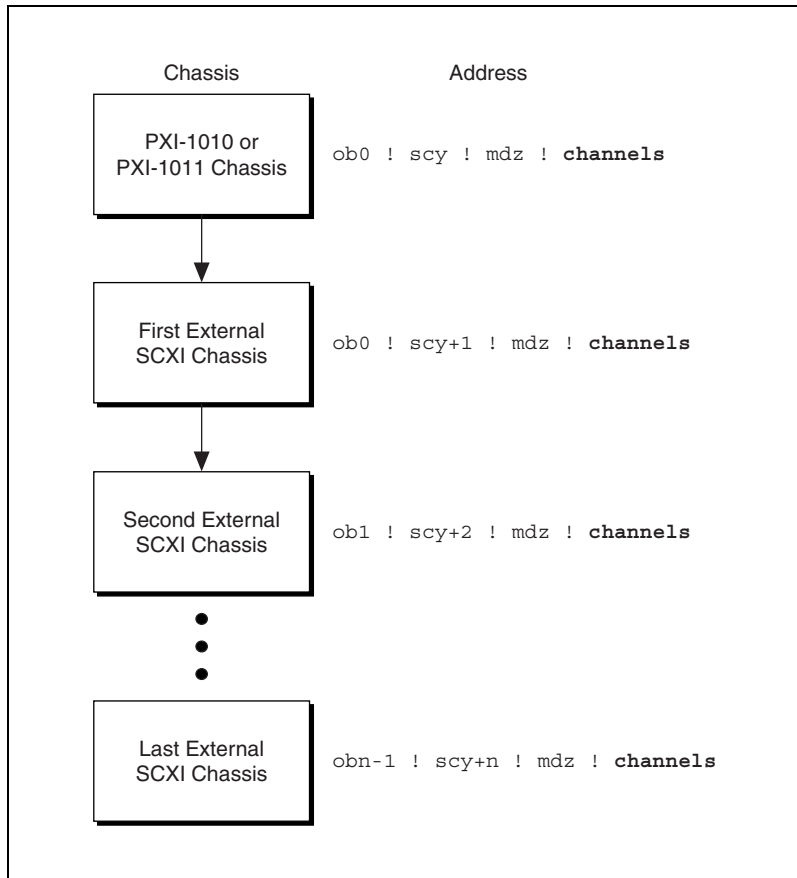 Chassis Address
PXI-1010 or
PXI-1011 Chassis
ob0 ! scy ! mdz ! channels
First External
SCXI Chassis
ob0 ! scy+1 ! mdz ! channels
Second External
SCXI Chassis
ob1 ! scy+2 ! mdz ! channels
Last External
SCXI Chassis
obn-1 ! scy+n ! mdz ! channels